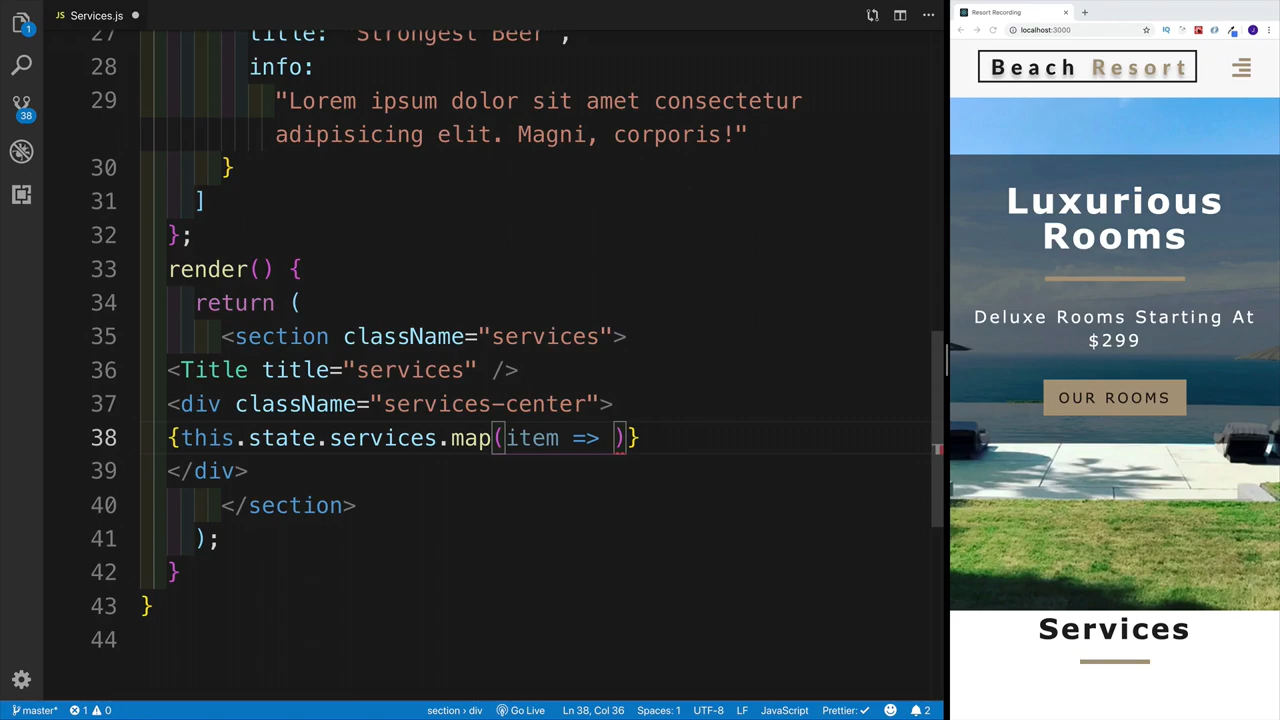 Services.js
27 title: "Strongest Beer",
28 info:
29 "Lorem ipsum dolor sit amet consectetur
adipisicing elit. Magni, corporis!"
30 }
31 ]
32 };
33 render() {
34 return (
35 <section className="services">
36 <Title title="services" />
37 <div className="services-center">
38 {this.state.services.map(item => )}
39 </div>
40 </section>
41 );
42 }
43 }
44
1
38
master* 1 0 section > div Go Live Ln 38, Col 36 Spaces: 1 UTF-8 LF JavaScript Prettier: ✓ 2
Resort Recording
localhost:3000
Beach Resort
Luxurious
Rooms
Deluxe Rooms Starting At
$299
OUR ROOMS
Services